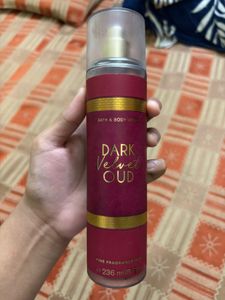 BATH & BODY WORKS
DARK
Velvet
OUD
FINE FRAGRANCE MIST
236 mL